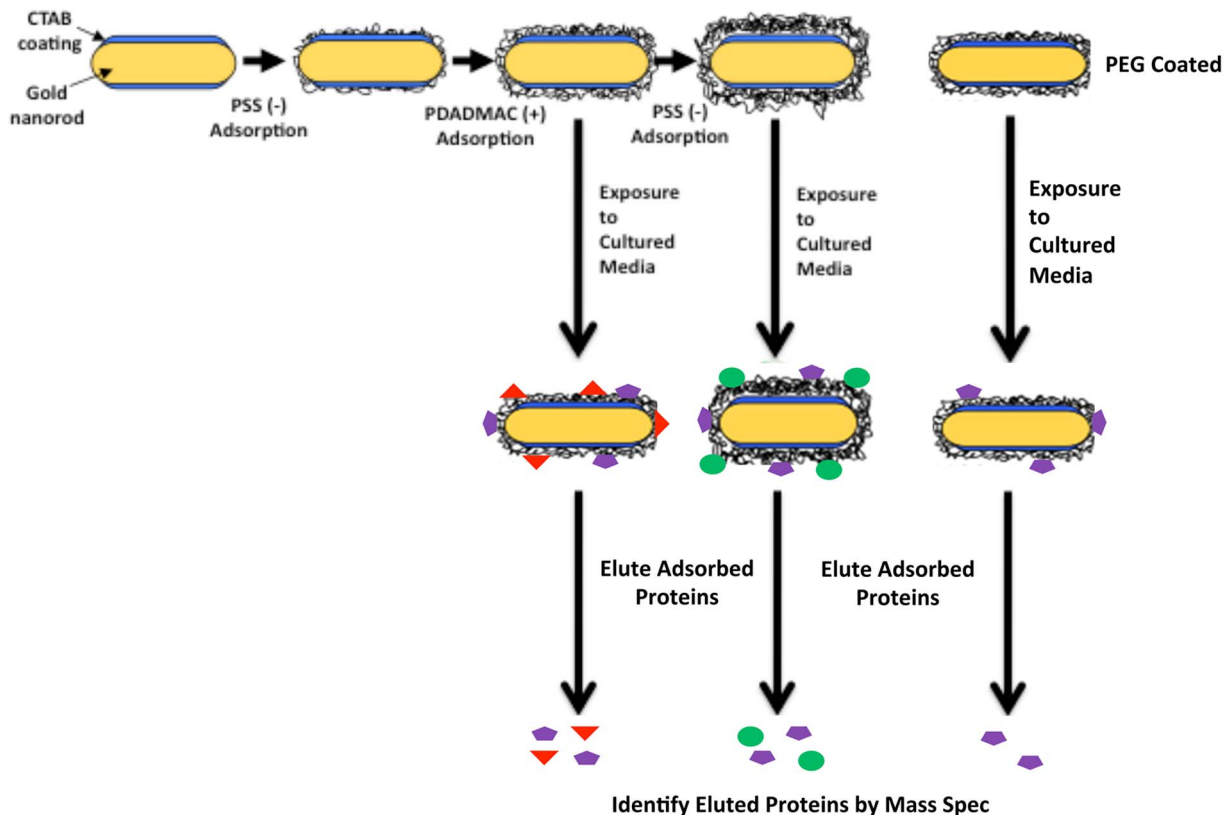 CTAB
coating
Gold
nanorod
PSS (-)
Adsorption
PDADMAC (+)
Adsorption
PSS (-)
Adsorption
PEG Coated
Exposure
to
Cultured
Media
Exposure
to
Cultured
Media
Exposure
to
Cultured
Media
Elute Adsorbed
Proteins
Elute Adsorbed
Proteins
Identify Eluted Proteins by Mass Spec